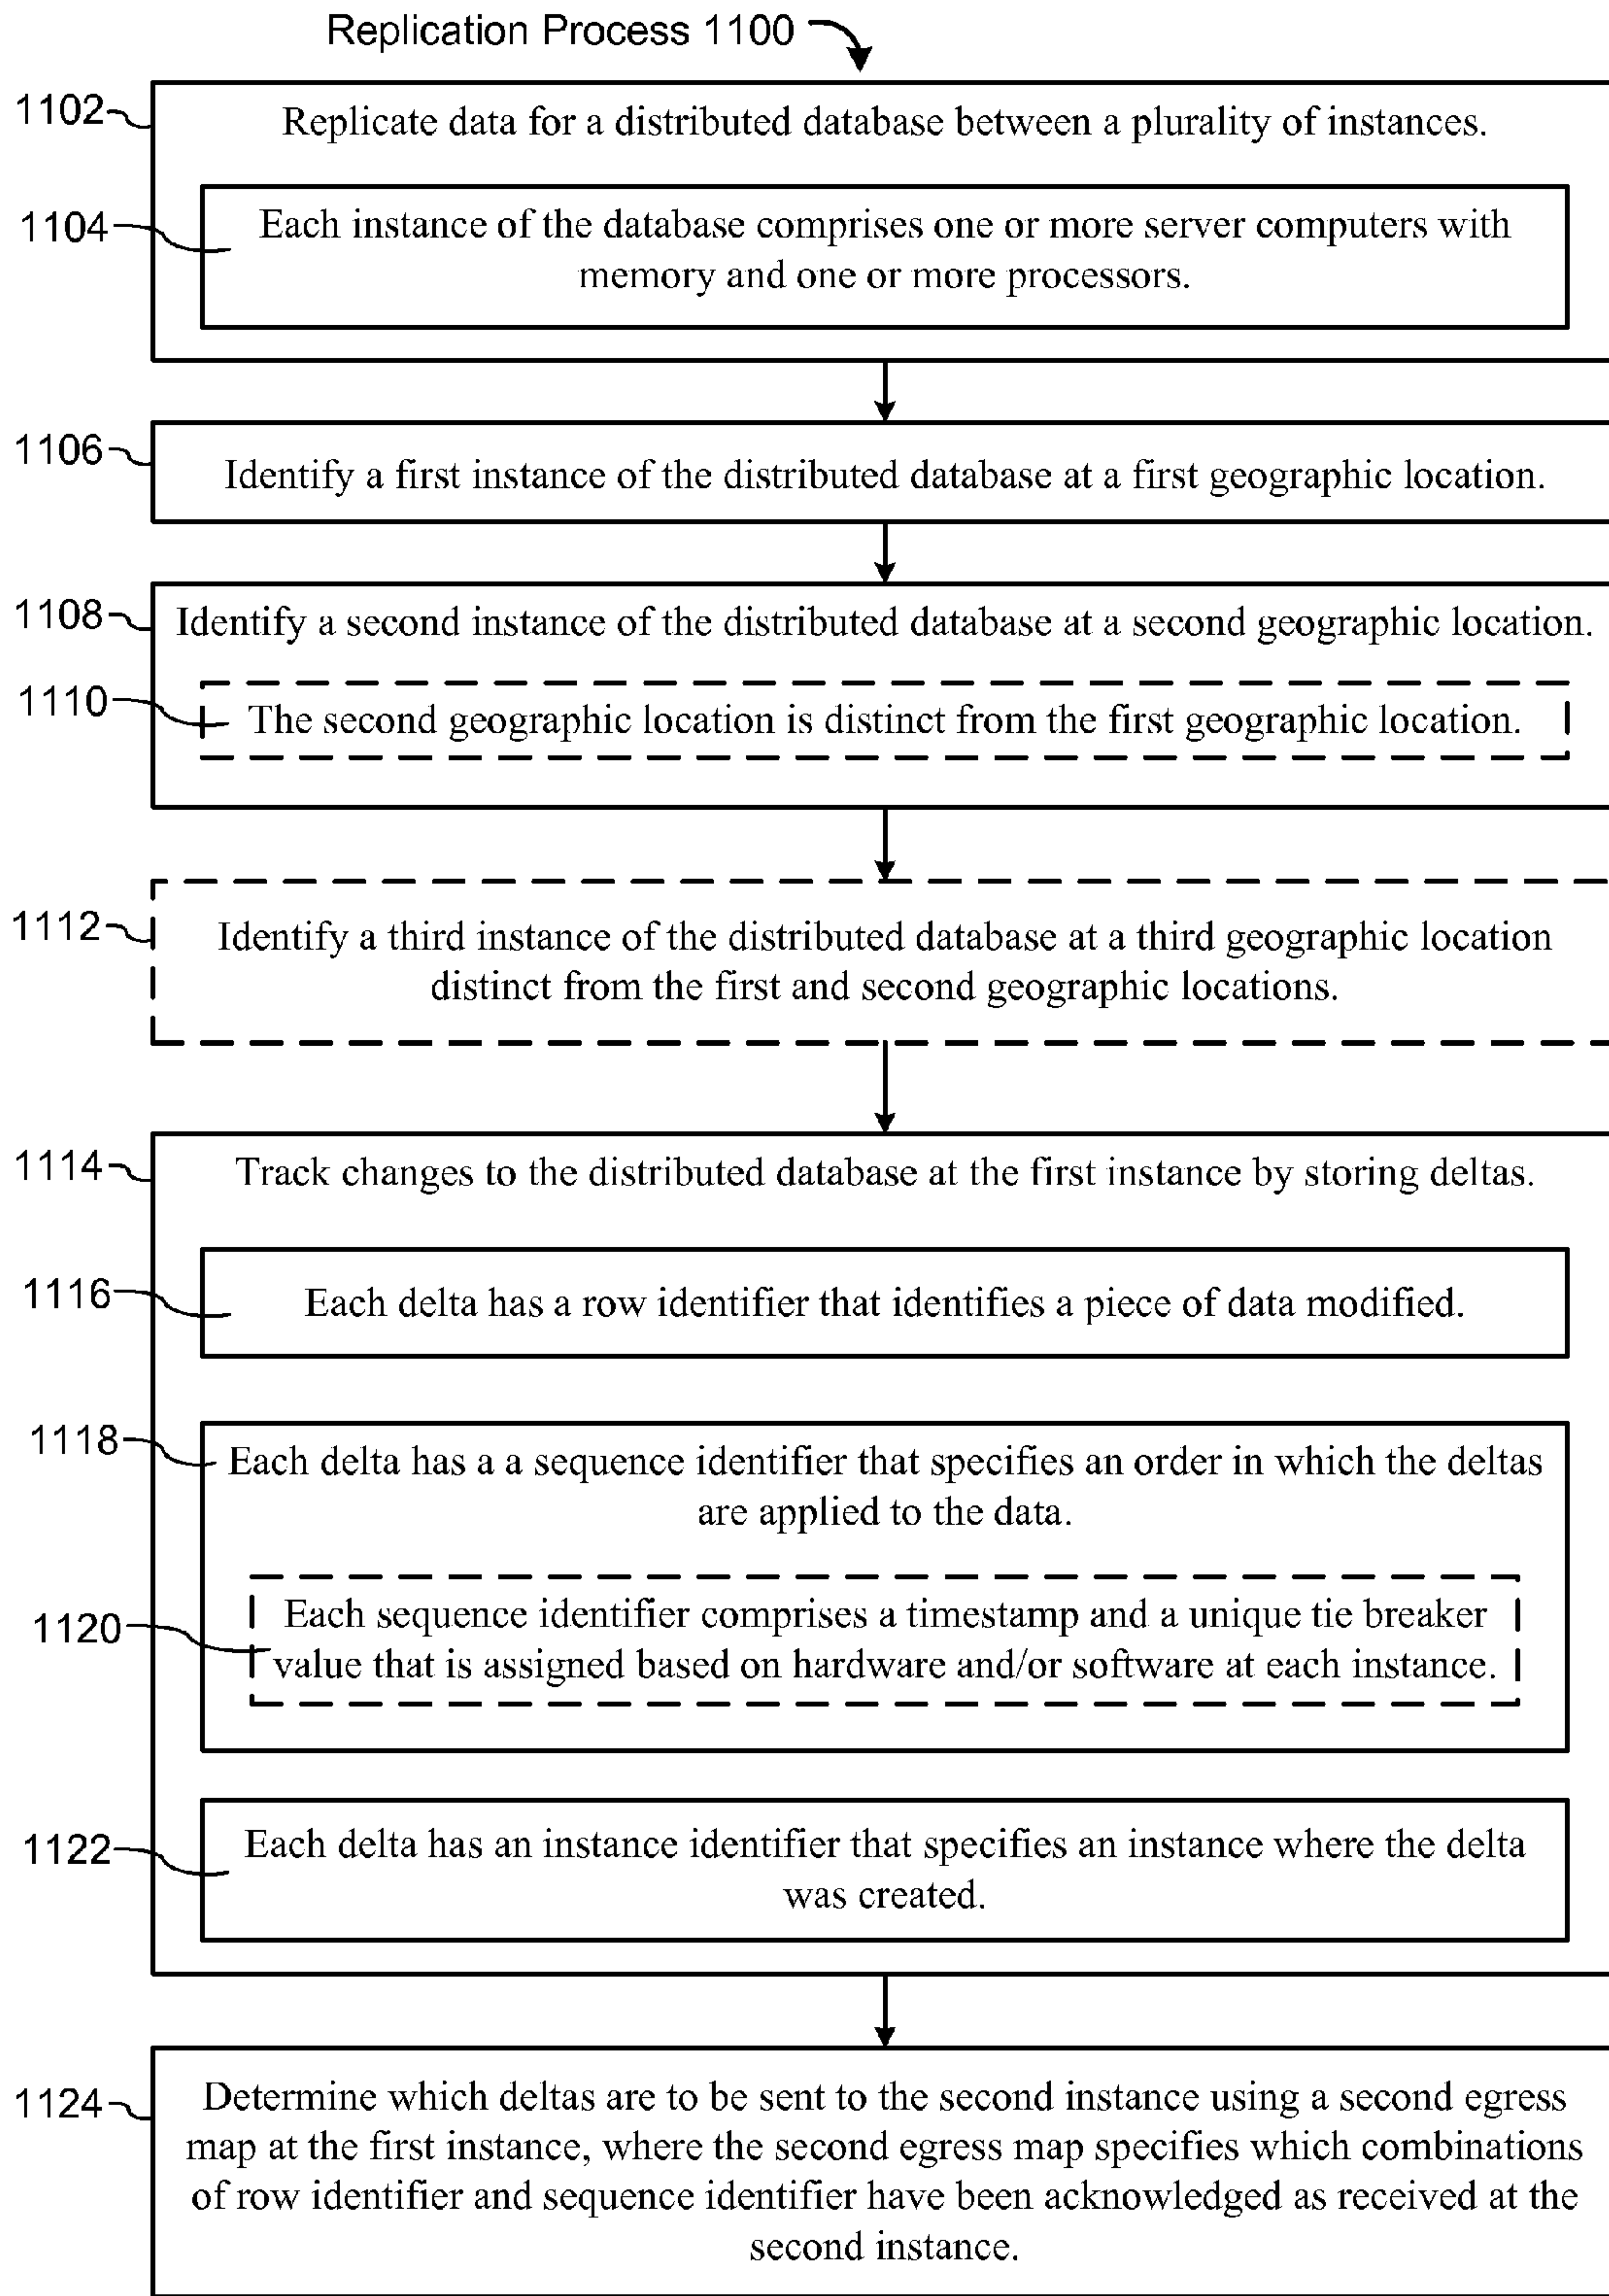 Replication Process 1100
1102
Replicate data for a distributed database between a plurality of instances.
1104
Each instance of the database comprises one or more server computers with
memory and one or more processors.
1106
Identify a first instance of the distributed database at a first geographic location.
1108
Identify a second instance of the distributed database at a second geographic location.
1110
The second geographic location is distinct from the first geographic location.
1112
Identify a third instance of the distributed database at a third geographic location
distinct from the first and second geographic locations.
1114
Track changes to the distributed database at the first instance by storing deltas.
1116
Each delta has a row identifier that identifies a piece of data modified.
1118
Each delta has a a sequence identifier that specifies an order in which the deltas
are applied to the data.
1120
Each sequence identifier comprises a timestamp and a unique tie breaker
value that is assigned based on hardware and/or software at each instance.
1122
Each delta has an instance identifier that specifies an instance where the delta
was created.
1124
Determine which deltas are to be sent to the second instance using a second egress
map at the first instance, where the second egress map specifies which combinations
of row identifier and sequence identifier have been acknowledged as received at the
second instance.